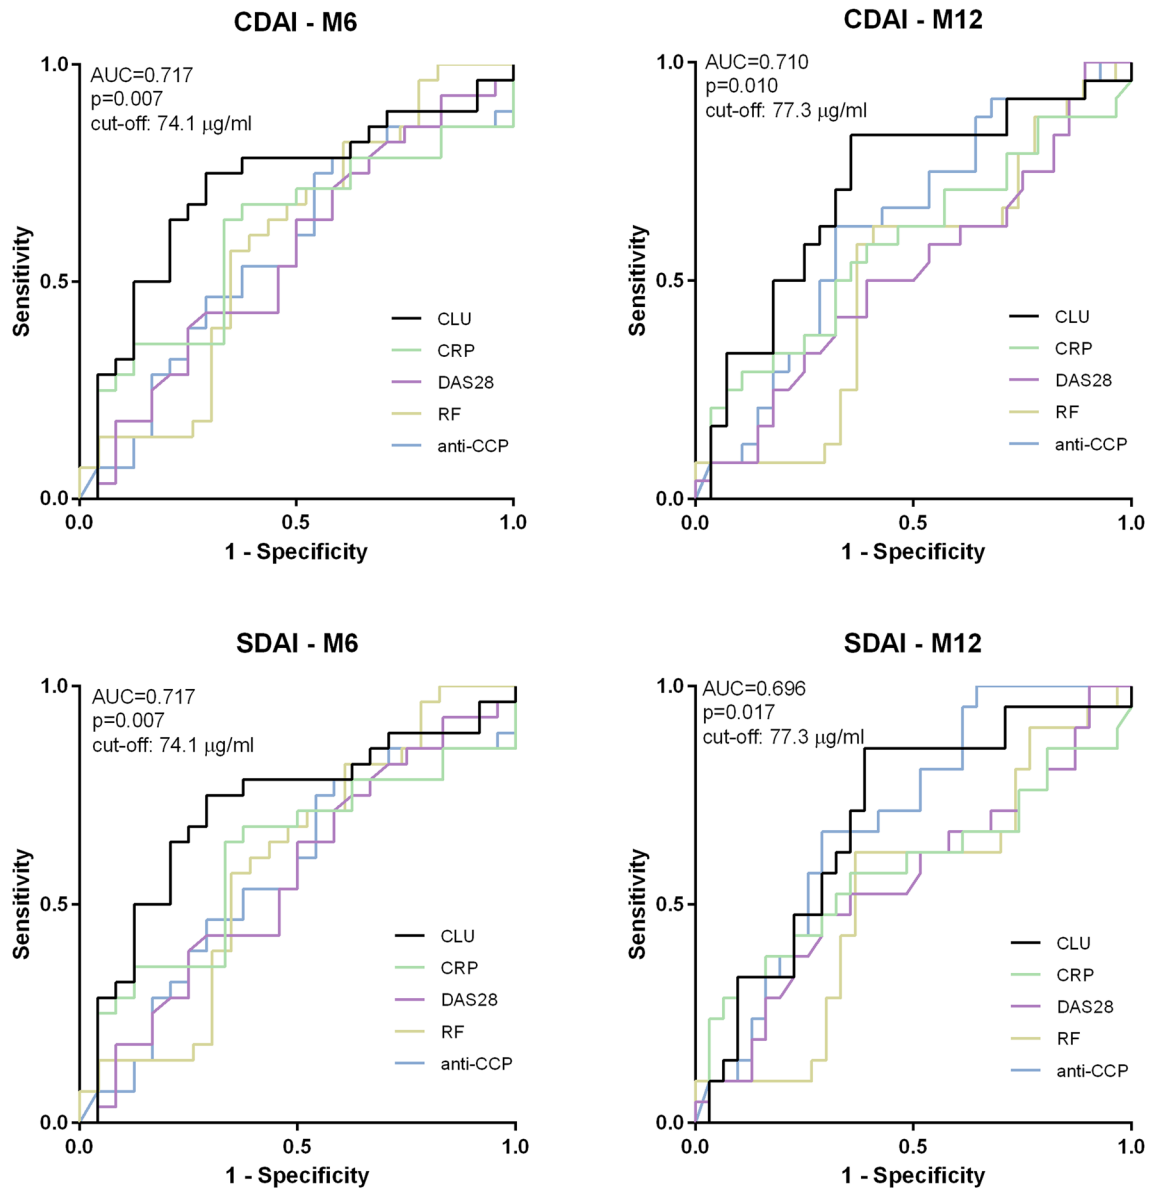 CDAI - M6
AUC=0.717
p=0.007
cut-off: 74.1 μg/ml
1.0
0.5
0.0
Sensitivity
CLU
CRP
DAS28
RF
anti-CCP
0.0
0.5
1.0
1 - Specificity
CDAI - M12
AUC=0.710
p=0.010
cut-off: 77.3 μg/ml
1.0
0.5
0.0
Sensitivity
CLU
CRP
DAS28
RF
anti-CCP
0.0
0.5
1.0
1 - Specificity
SDAI - M6
AUC=0.717
p=0.007
cut-off: 74.1 μg/ml
1.0
0.5
0.0
Sensitivity
CLU
CRP
DAS28
RF
anti-CCP
0.0
0.5
1.0
1 - Specificity
SDAI - M12
AUC=0.696
p=0.017
cut-off: 77.3 μg/ml
1.0
0.5
0.0
Sensitivity
CLU
CRP
DAS28
RF
anti-CCP
0.0
0.5
1.0
1 - Specificity